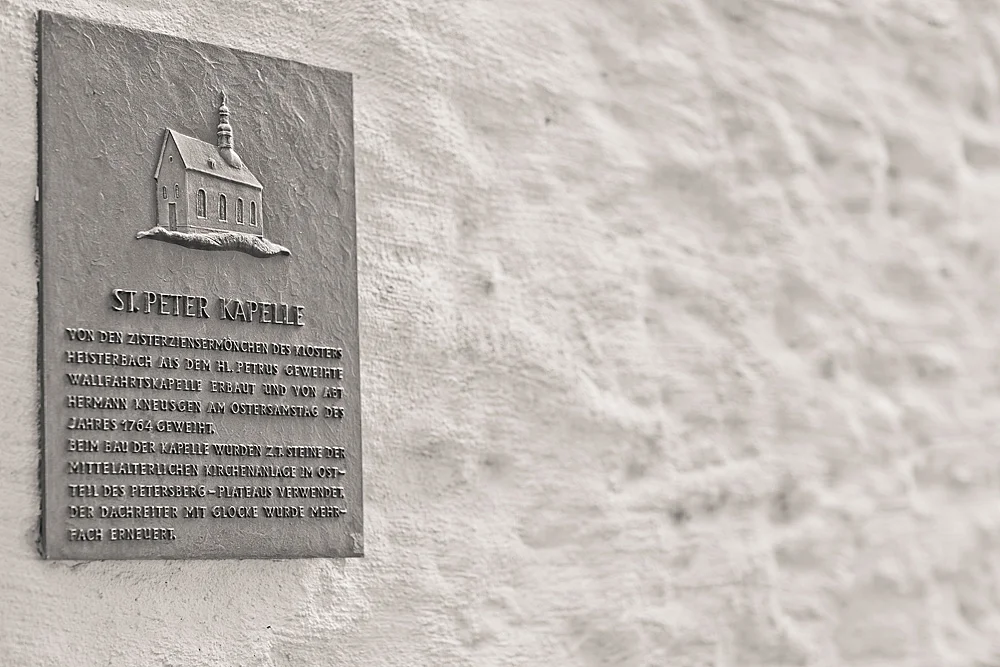 ST. PETER KAPELLE
VON DEN ZISTERZIENSERMÖNCHEN DES KLOSTERS
HEISTERBACH ALS DEM HL. PETRUS GEWEIHTE
WALLFAHRTSKAPELLE ERBAUT UND VON ABT
HERMANN KNEUSGEN AM OSTERSAMSTAG DES
JAHRES 1764 GEWEIHT.
BEIM BAU DER KAPELLE WURDEN Z.T. STEINE DER
MITTELALTERLICHEN KIRCHENANLAGE IM OST-
TEIL DES PETERSBERG-PLATEAUS VERWENDET.
DER DACHREITER MIT GLOCKE WURDE MEHR-
FACH ERNEUERT.